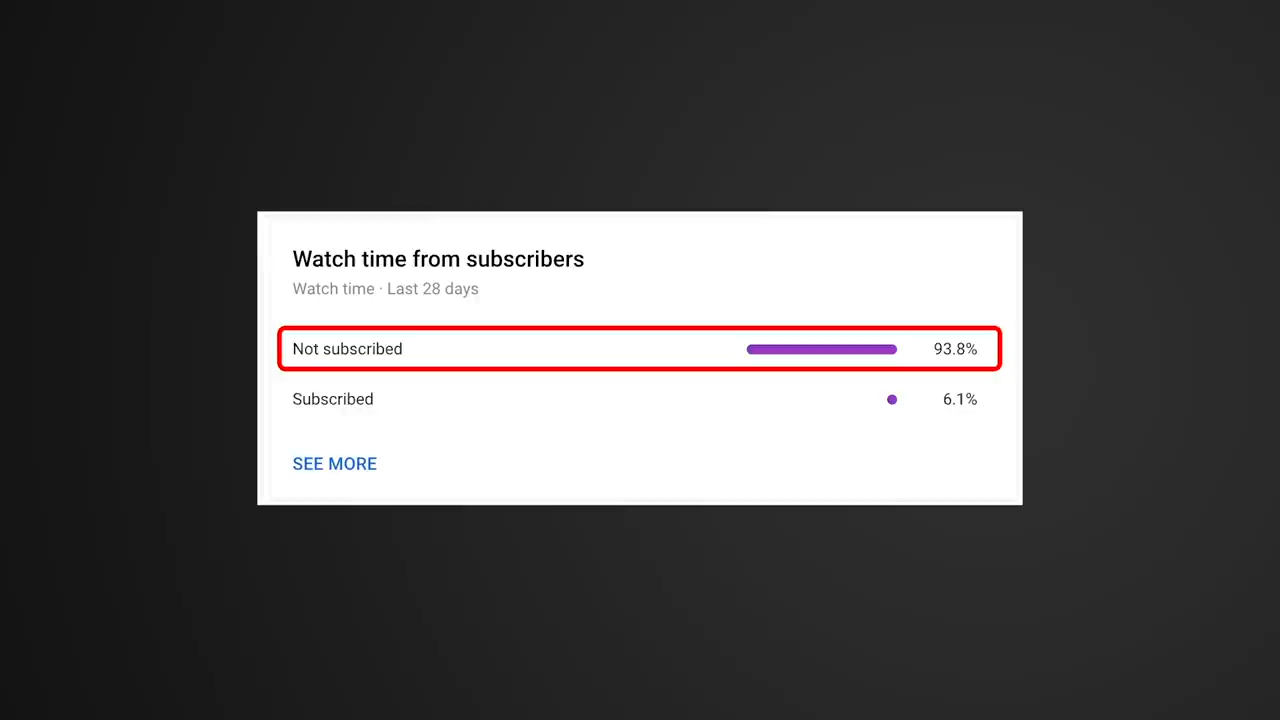 Watch time from subscribers
Watch time · Last 28 days
Not subscribed 93.8%
Subscribed 6.1%
SEE MORE